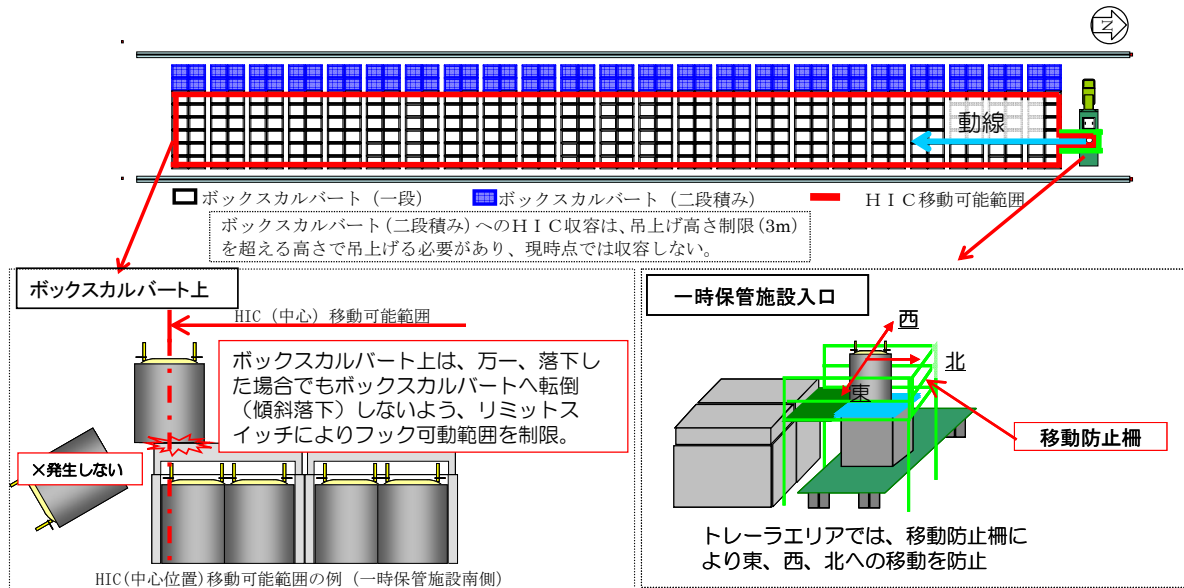 N
動線
ボックスカルバート（一段）
ボックスカルバート（二段積み）
ＨＩＣ移動可能範囲
ボックスカルバート(二段積み)へのＨＩＣ収容は、吊上げ高さ制限(3m)
を超える高さで吊上げる必要があり、現時点では収容しない。
ボックスカルバート上
HIC（中心）移動可能範囲
ボックスカルバート上は、万一、落下し
た場合でもボックスカルバートへ転倒
（傾斜落下）しないよう、リミットス
イッチによりフック可動範囲を制限。
×発生しない
HIC(中心位置)移動可能範囲の例（一時保管施設南側）
一時保管施設入口
西
北
東
移動防止柵
トレーラエリアでは、移動防止柵に
より東、西、北への移動を防止